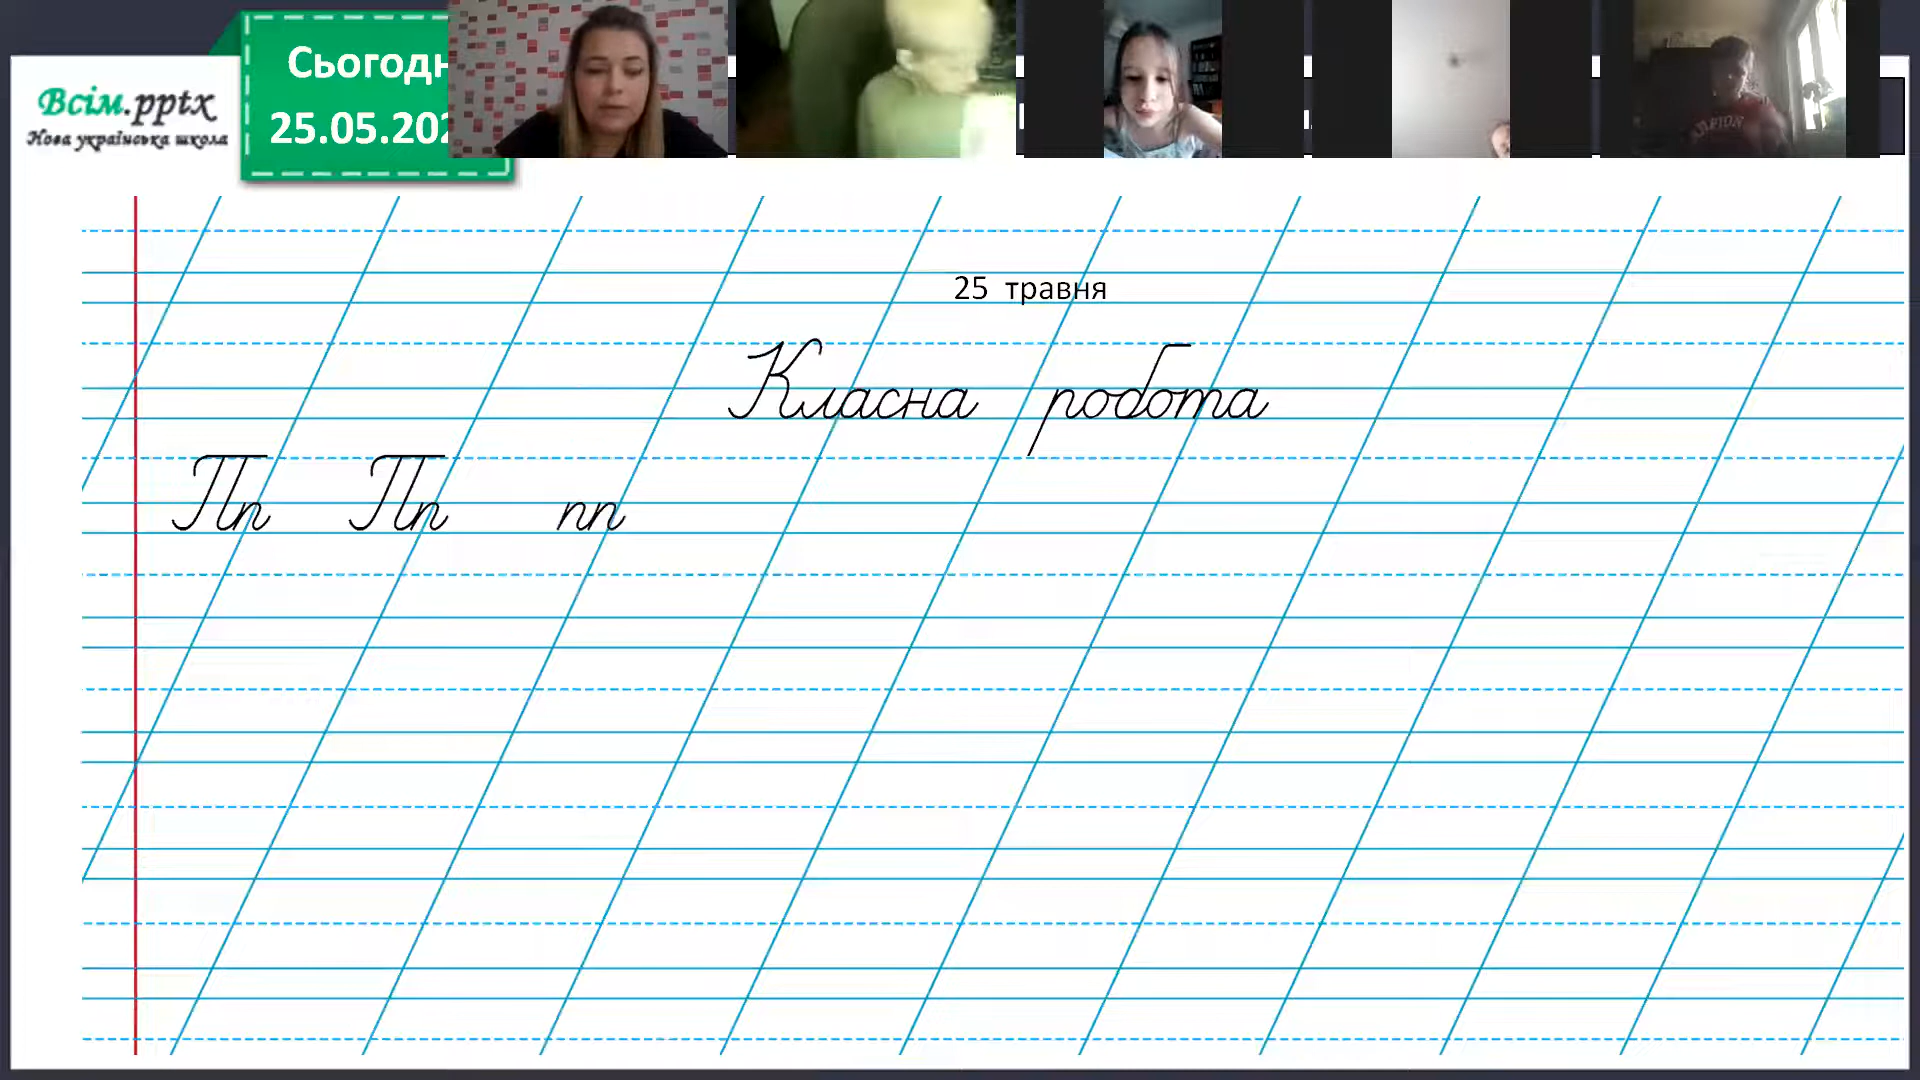 Сьогодн
25.05.202
Всім.pptx
Нова українська школа
25 травня
Класна робота
Пп Пп пп